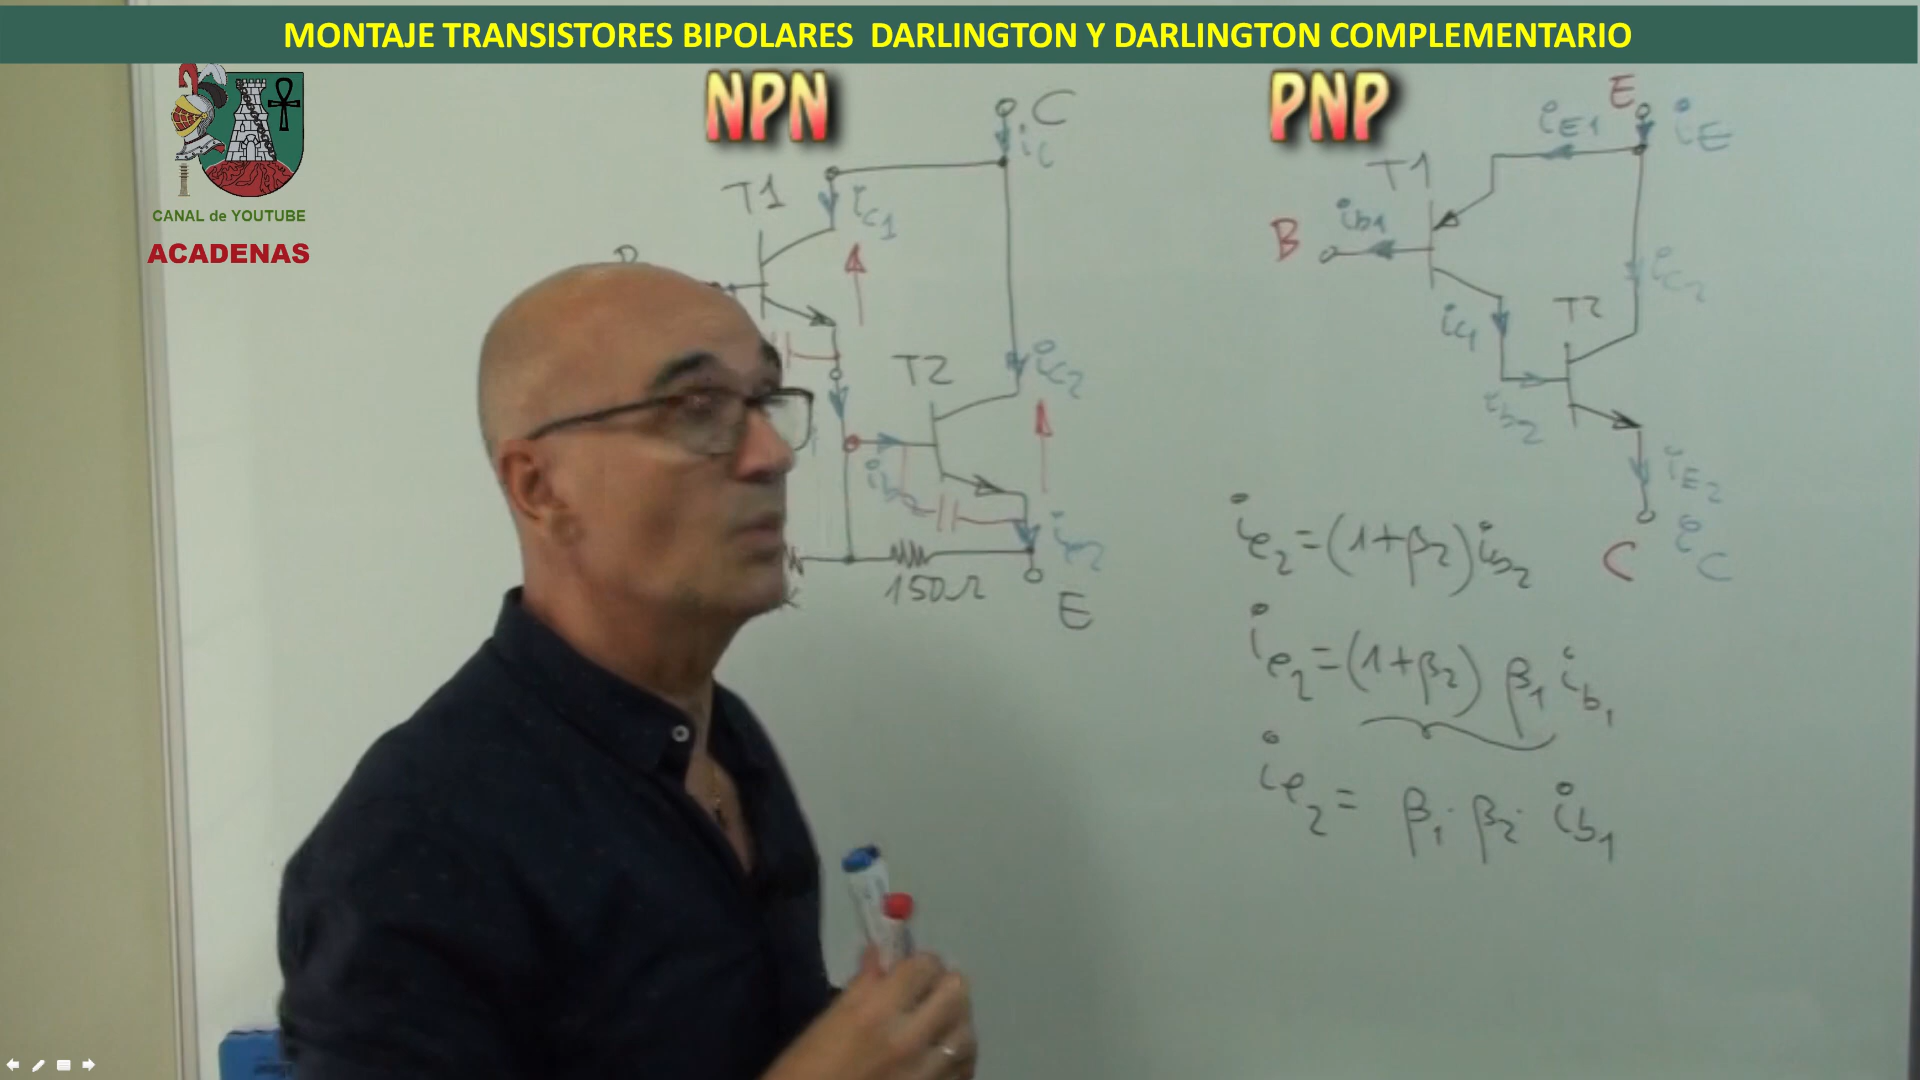 MONTAJE TRANSISTORES BIPOLARES DARLINGTON Y DARLINGTON COMPLEMENTARIO
NPN
PNP
CANAL de YOUTUBE
ACADENAS
C
ic
T1
ic1
T2
ic2
ib2
ie2
150Ω
E
E
iE
iE1
T1
B
ib1
ic1
ic2
T2
ib2
iE2
C
ic
ie2=(1+β2)ib2
ie2=(1+β2) β1 ib1
ie2= β1·β2· ib1